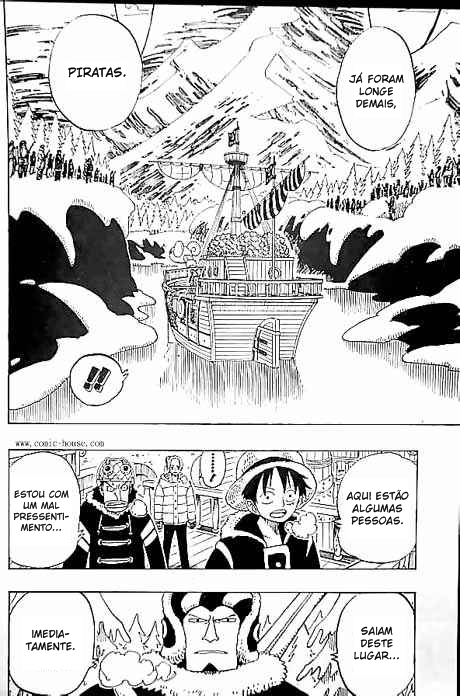 JÁ FORAM
LONGE
DEMAIS,
PIRATAS.
!!
www.comic-house.com
AQUI ESTÃO
ALGUMAS
PESSOAS.
ESTOU COM
UM MAL
PRESSENTI-
MENTO...
SAIAM
DESTE
LUGAR...
IMEDIA-
TAMENTE.